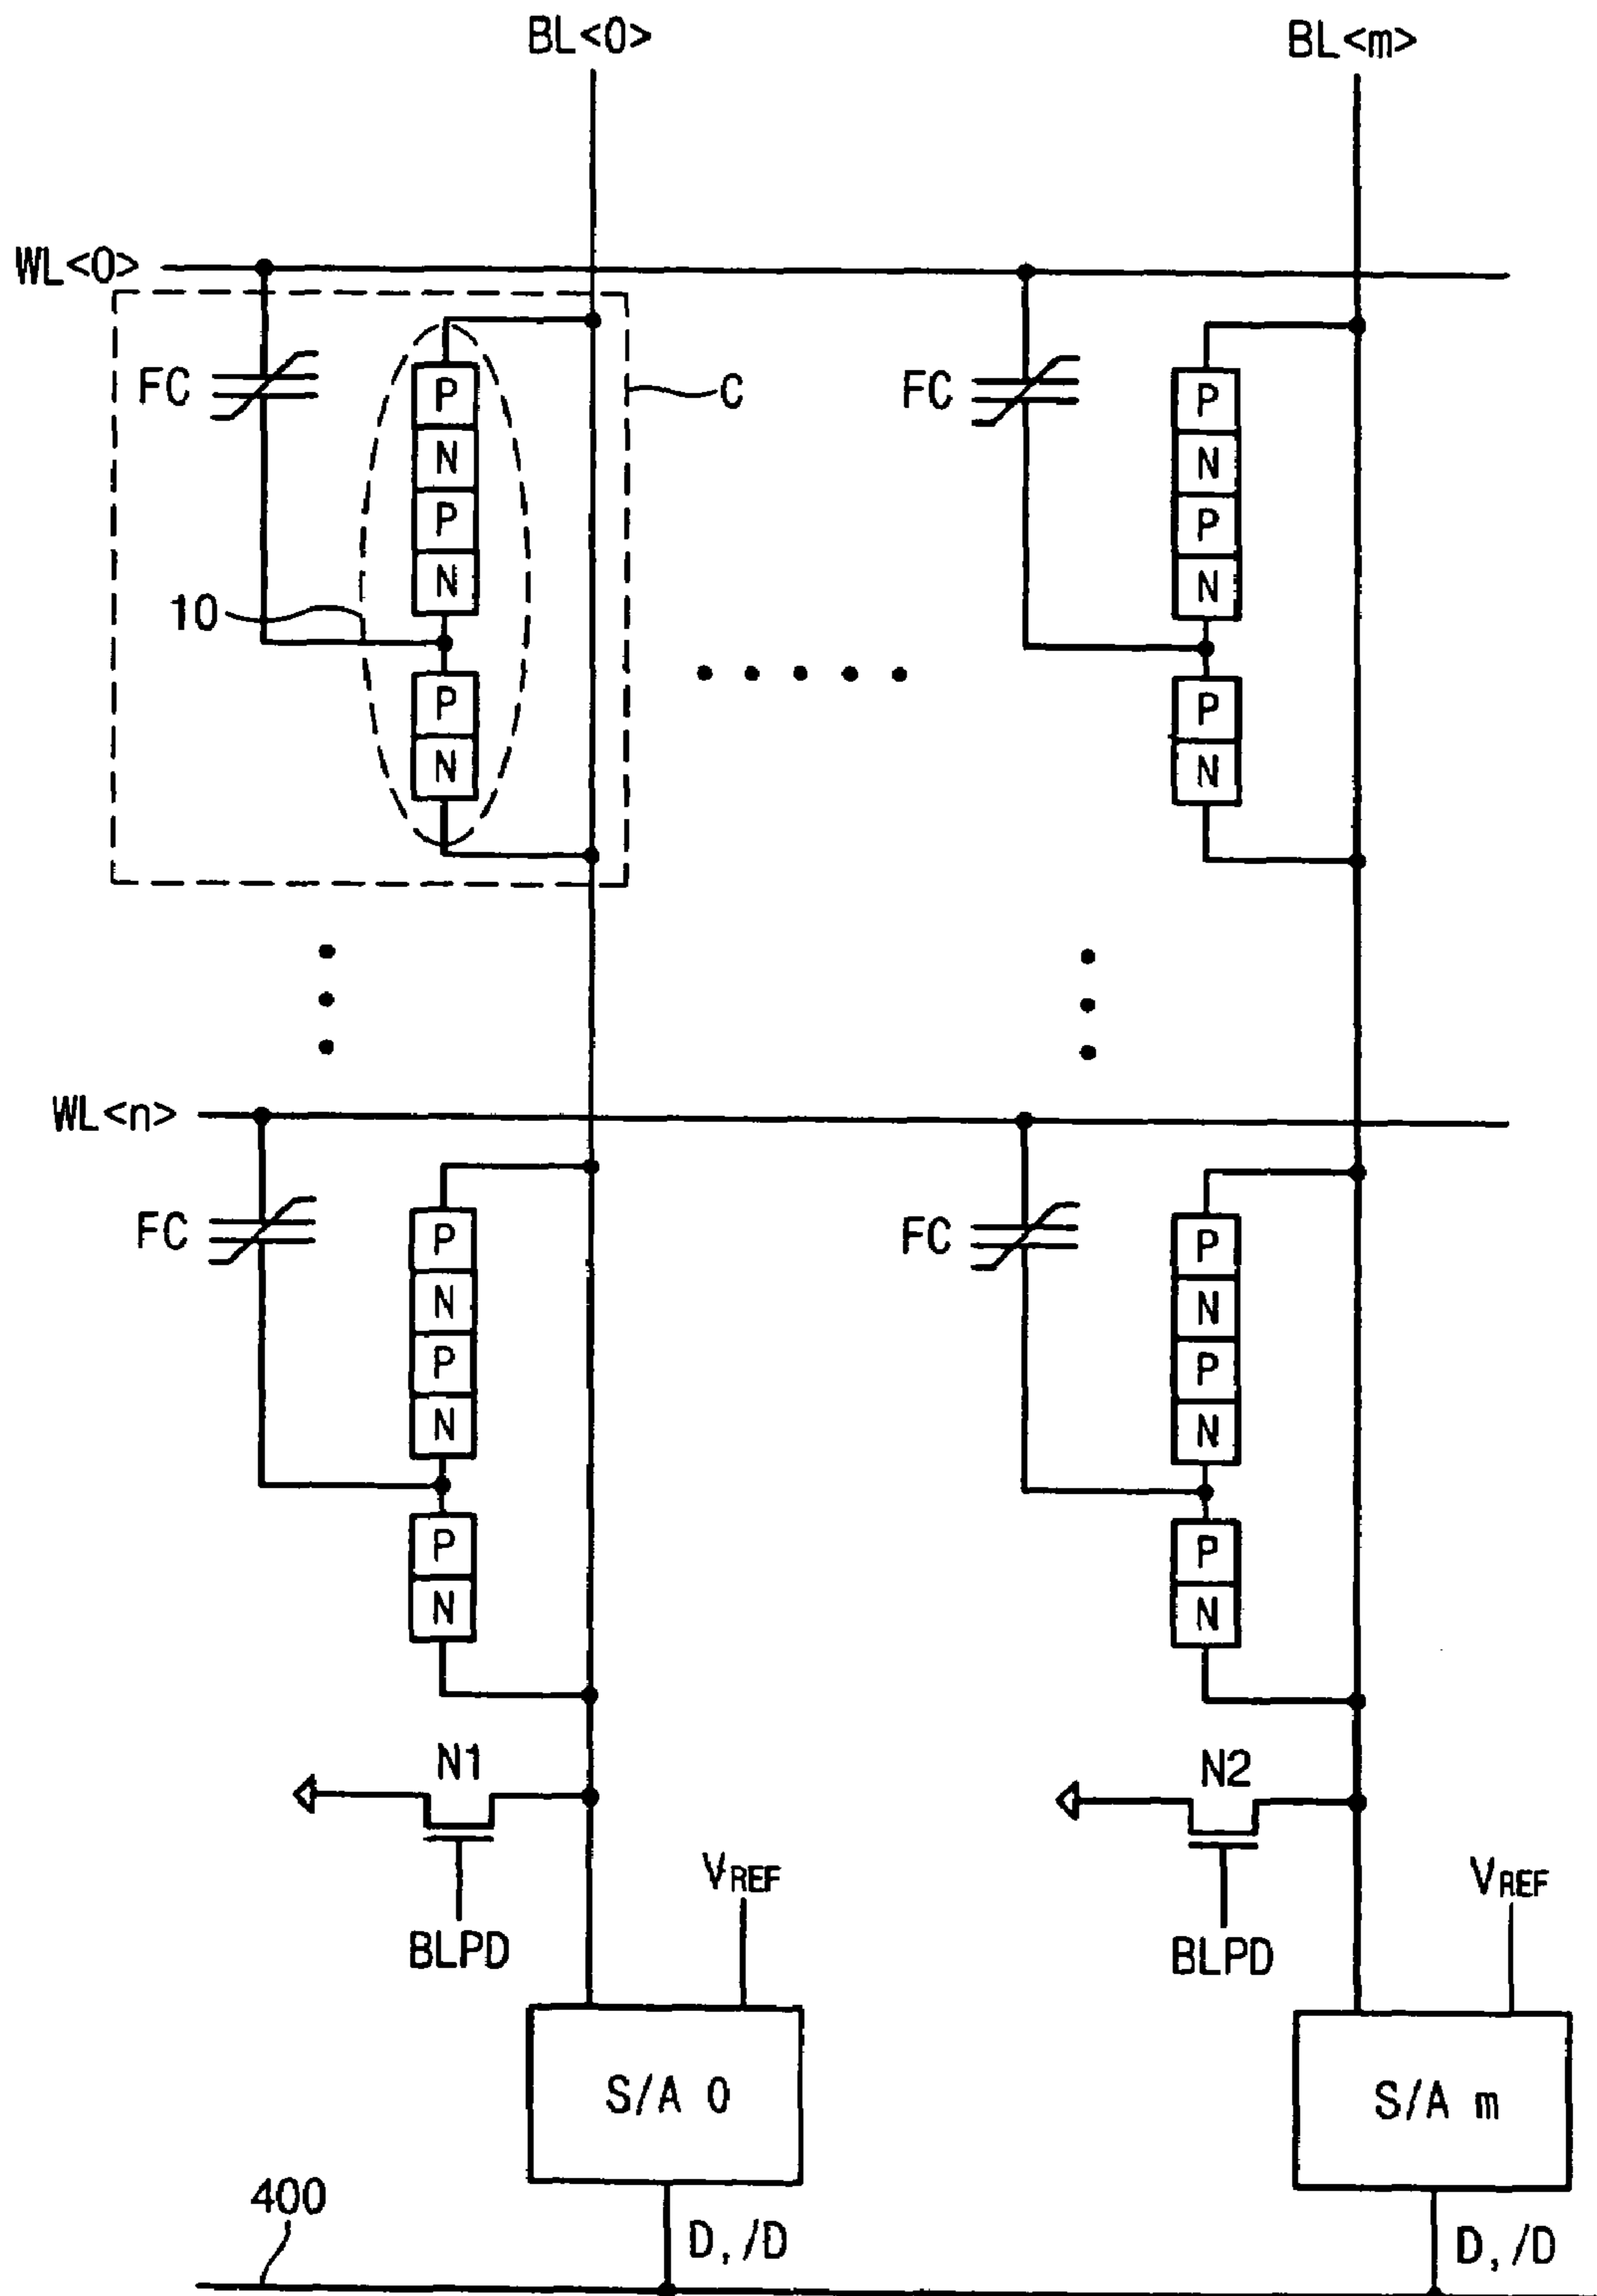 BL<0> BL<m>
WL<0>
FC P N P N P N C FC P N P N P N
10
WL<n>
FC P N P N P N FC P N P N P N
N1 N2
BLPD VREF BLPD VREF
S/A 0 S/A m
400
D, /D D, /D